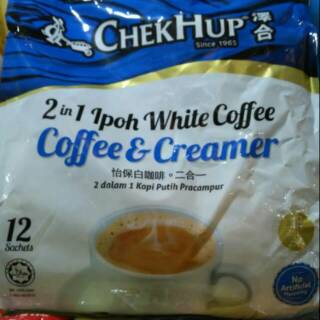 CHEKHUP 澤合
Since 1965
2 in 1 Ipoh White Coffee
Coffee & Creamer
怡保白咖啡。二合一
2 dalam 1 Kopi Putih Pracampur
12
Sachets
No Artificial
Flavouring